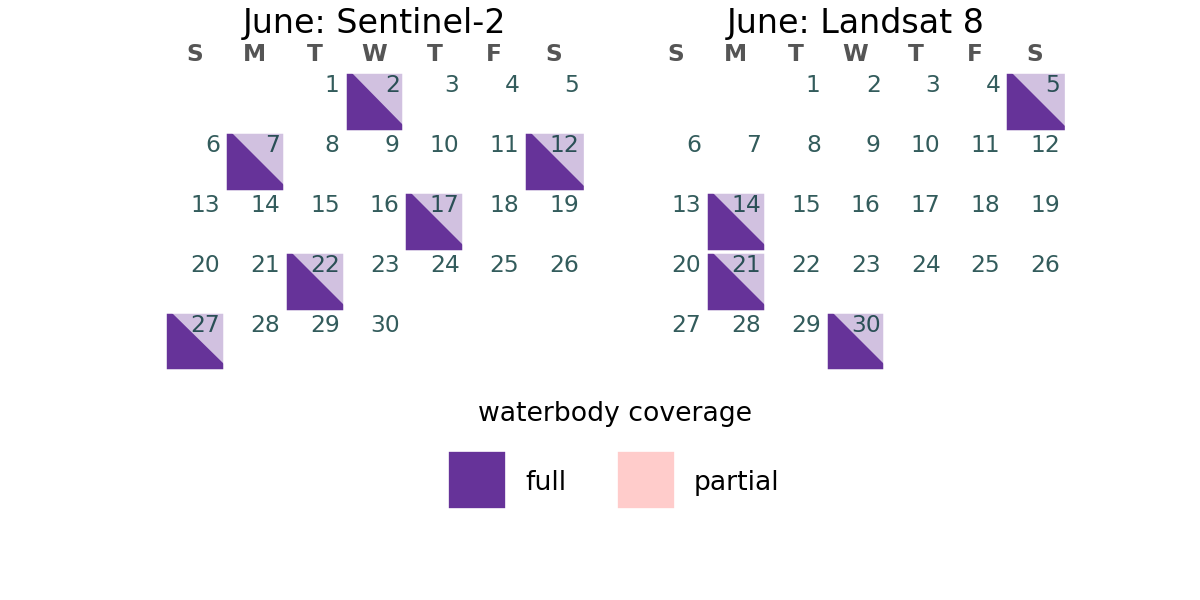 June: Sentinel-2
S M T W T F S
1 2 3 4 5
6 7 8 9 10 11 12
13 14 15 16 17 18 19
20 21 22 23 24 25 26
27 28 29 30
June: Landsat 8
S M T W T F S
1 2 3 4 5
6 7 8 9 10 11 12
13 14 15 16 17 18 19
20 21 22 23 24 25 26
27 28 29 30
waterbody coverage
full
partial